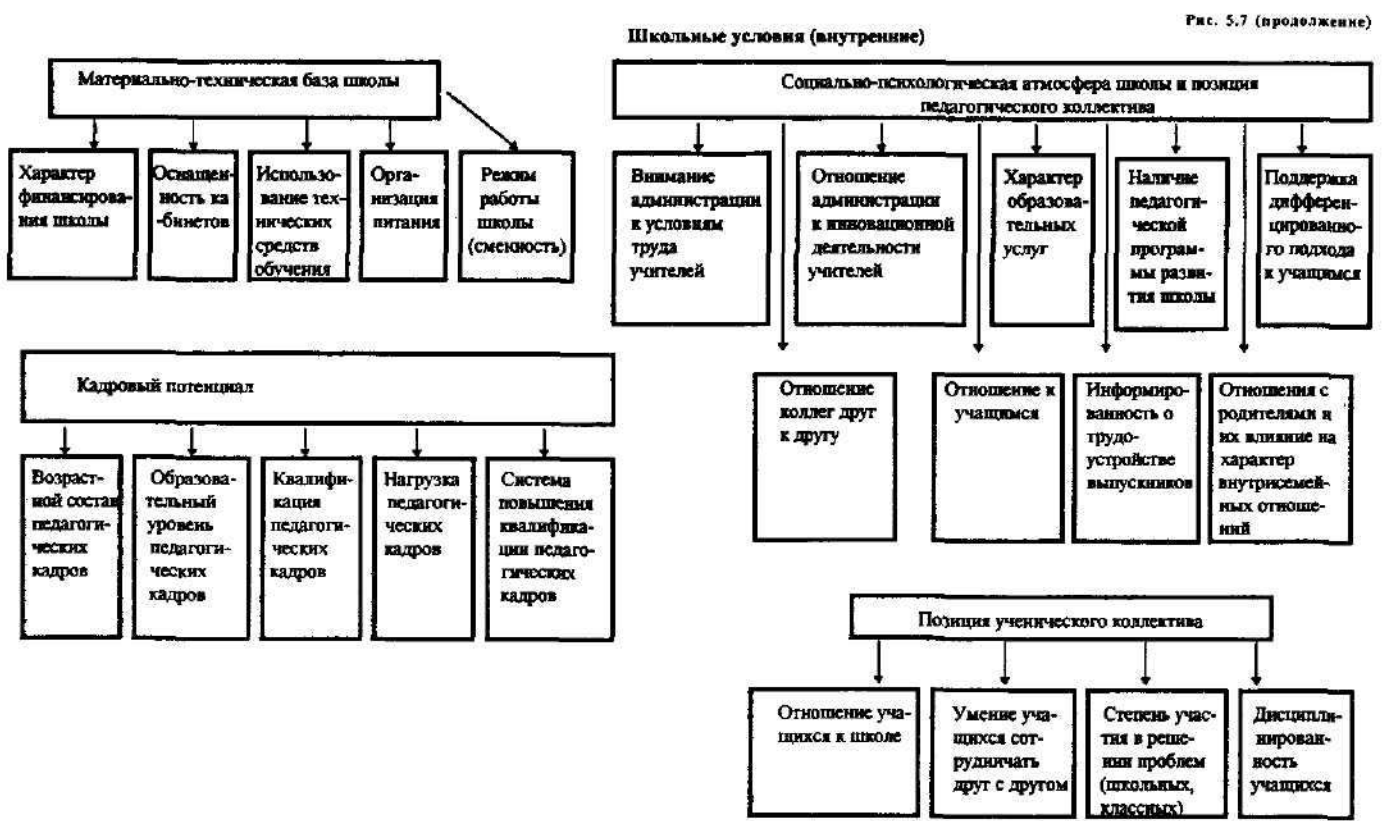 Рис. 5.7 (продолжение)
Школьные условия (внутренние)
Материально-техническая база школы
Характер
финансирова-
ния школы
Оснащен-
ность ка
-бинетов
Использо-
вание тех-
нических
средств
обучения
Орга-
низация
питания
Режим
работы
школы
(сменность)
Социально-психологическая атмосфера школы и позиция
педагогического коллектива
Внимание
администрации
к условиям
труда
учителей
Отношение
администрации
к инновационной
деятельности
учителей
Характер
образова-
тельных
услуг
Наличие
педагоги-
ческой
програм-
мы разви-
тия школы
Поддержка
дифферен-
цированно-
го подхода
к учащимся
Отношение
коллег друг
к другу
Отношение к
учащимся
Информиро-
ванность о
трудо-
устройстве
выпускников
Отношения с
родителями и
их влияние на
характер
внутрисемей-
ных отноше-
ний
Кадровый потенциал
Возраст-
ной состав
педагоги-
ческих
кадров
Образова-
тельный
уровень
педагоги-
ческих
кадров
Квалифи-
кация
педагоги-
ческих
кадров
Нагрузка
педагоги-
ческих
кадров
Система
повышения
квалифика-
ции педаго-
гических
кадров
Позиция ученического коллектива
Отношение уча-
щихся к школе
Умение уча-
щихся сот-
рудничать
друг с другом
Степень учас-
тия в реше-
нии проблем
(школьных,
классных)
Дисципли-
нирован-
ность
учащихся